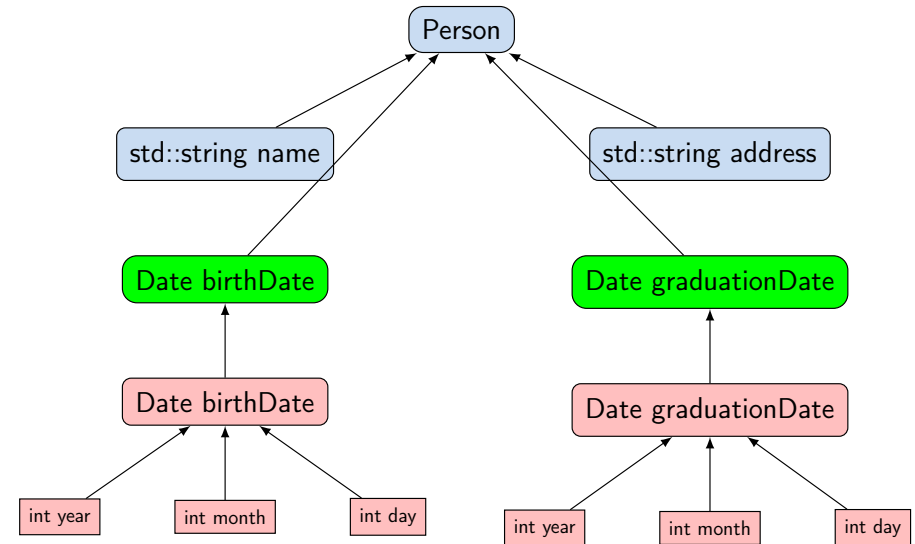 Person
std::string name
std::string address
Date birthDate
Date graduationDate
Date birthDate
Date graduationDate
int year
int month
int day
int year
int month
int day